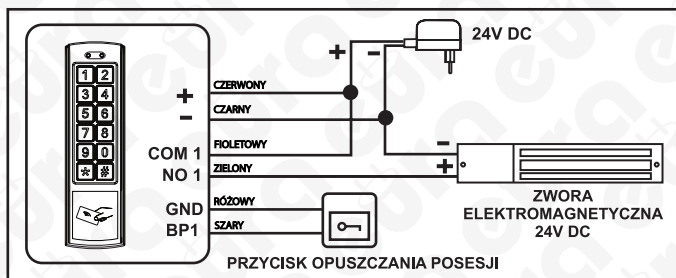 24V DC
+ -
1 2
3 4
5 6
7 8
9 0
* #
+ CZERWONY
- CZARNY
COM 1 FIOLETOWY
NO 1 ZIELONY
GND RÓŻOWY
BP1 SZARY
-
+
ZWORA
ELEKTROMAGNETYCZNA
24V DC
PRZYCISK OPUSZCZANIA POSESJI
eura